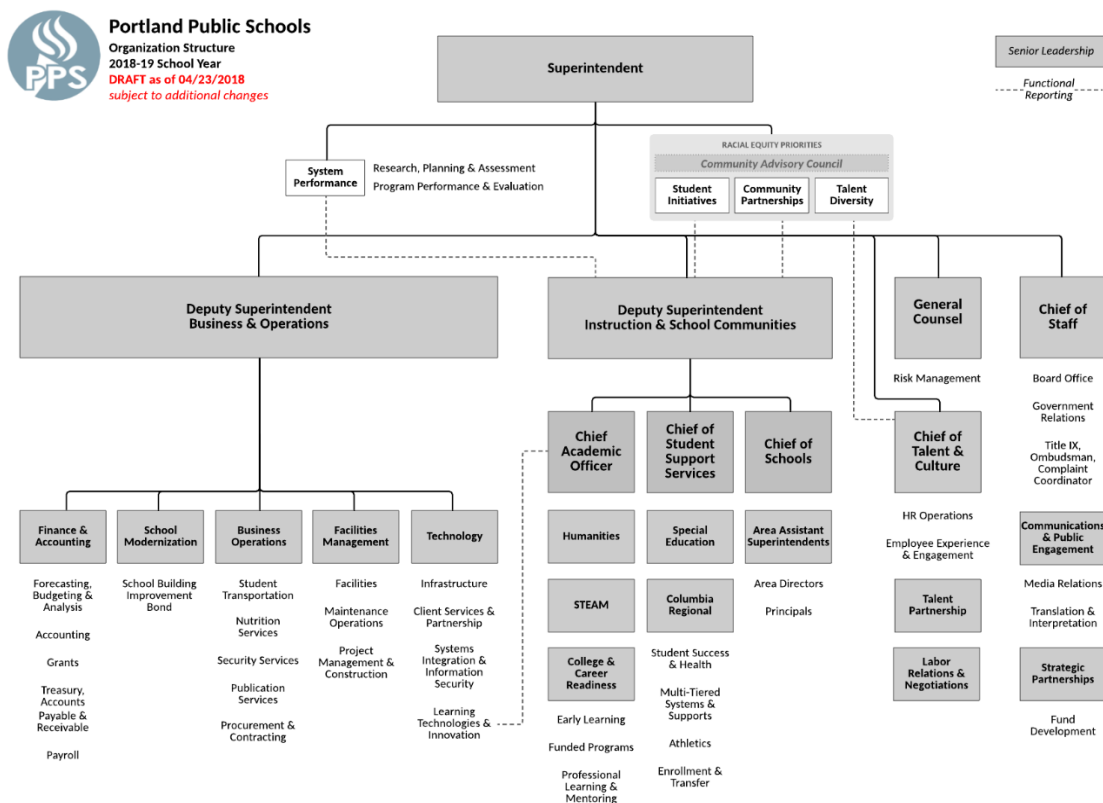 PPS
Portland Public Schools
Organization Structure
2018-19 School Year
DRAFT as of 04/23/2018
subject to additional changes
Superintendent
Senior Leadership
Functional
Reporting
System
Performance
Research, Planning & Assessment
Program Performance & Evaluation
RACIAL EQUITY PRIORITIES
Community Advisory Council
Student
Initiatives
Community
Partnerships
Talent
Diversity
Deputy Superintendent
Business & Operations
Deputy Superintendent
Instruction & School Communities
General
Counsel
Chief of
Staff
Risk Management
Board Office
Government
Relations
Title IX,
Ombudsman,
Complaint
Coordinator
Chief
Academic
Officer
Chief of
Student
Support
Services
Chief of
Schools
Chief of
Talent &
Culture
Finance &
Accounting
Forecasting,
Budgeting &
Analysis
Accounting
Grants
Treasury,
Accounts
Payable &
Receivable
Payroll
School
Modernization
School Building
Improvement
Bond
Business
Operations
Student
Transportation
Nutrition
Services
Security Services
Publication
Services
Procurement &
Contracting
Facilities
Management
Facilities
Maintenance
Operations
Project
Management &
Construction
Technology
Infrastructure
Client Services &
Partnership
Systems
Integration &
Information
Security
Learning
Technologies &
Innovation
Humanities
STEAM
College &
Career
Readiness
Early Learning
Funded Programs
Professional
Learning &
Mentoring
Special
Education
Columbia
Regional
Student Success
& Health
Multi-Tiered
Systems &
Supports
Athletics
Enrollment &
Transfer
Area Assistant
Superintendents
Area Directors
Principals
HR Operations
Employee Experience
& Engagement
Talent
Partnership
Labor
Relations &
Negotiations
Communications
& Public
Engagement
Media Relations
Translation &
Interpretation
Strategic
Partnerships
Fund
Development